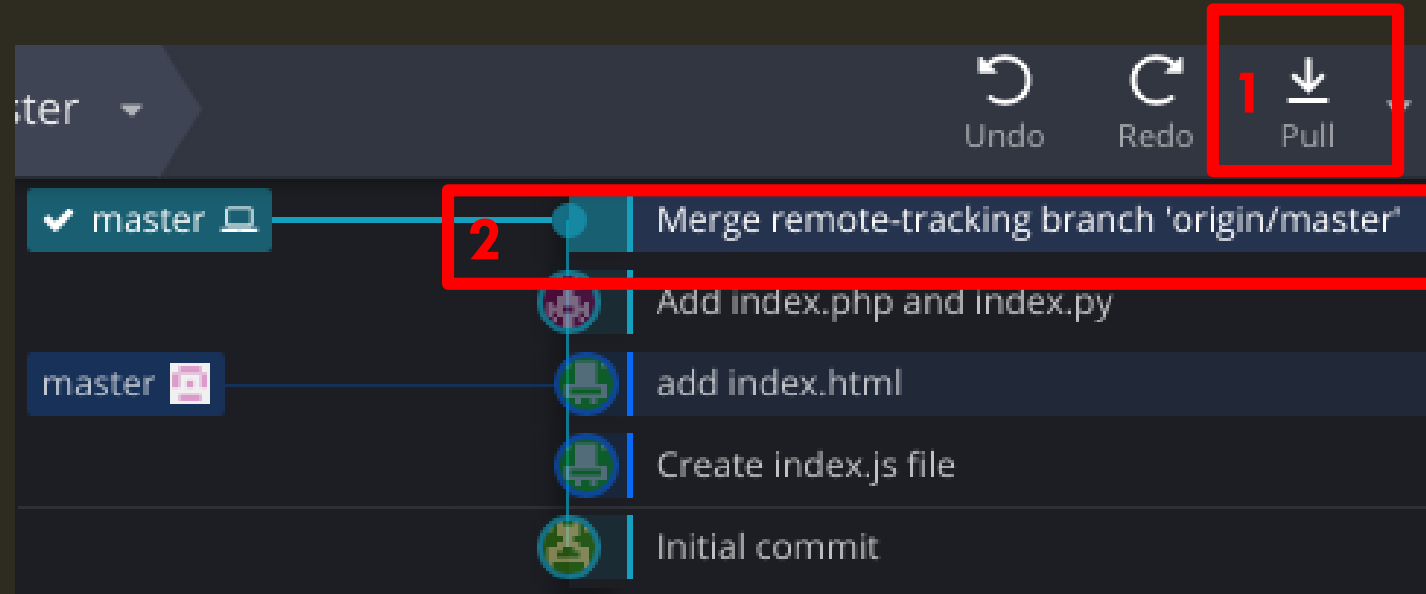 ster
Undo
Redo
1
Pull
master
2
Merge remote-tracking branch 'origin/master'
Add index.php and index.py
master
add index.html
Create index.js file
Initial commit